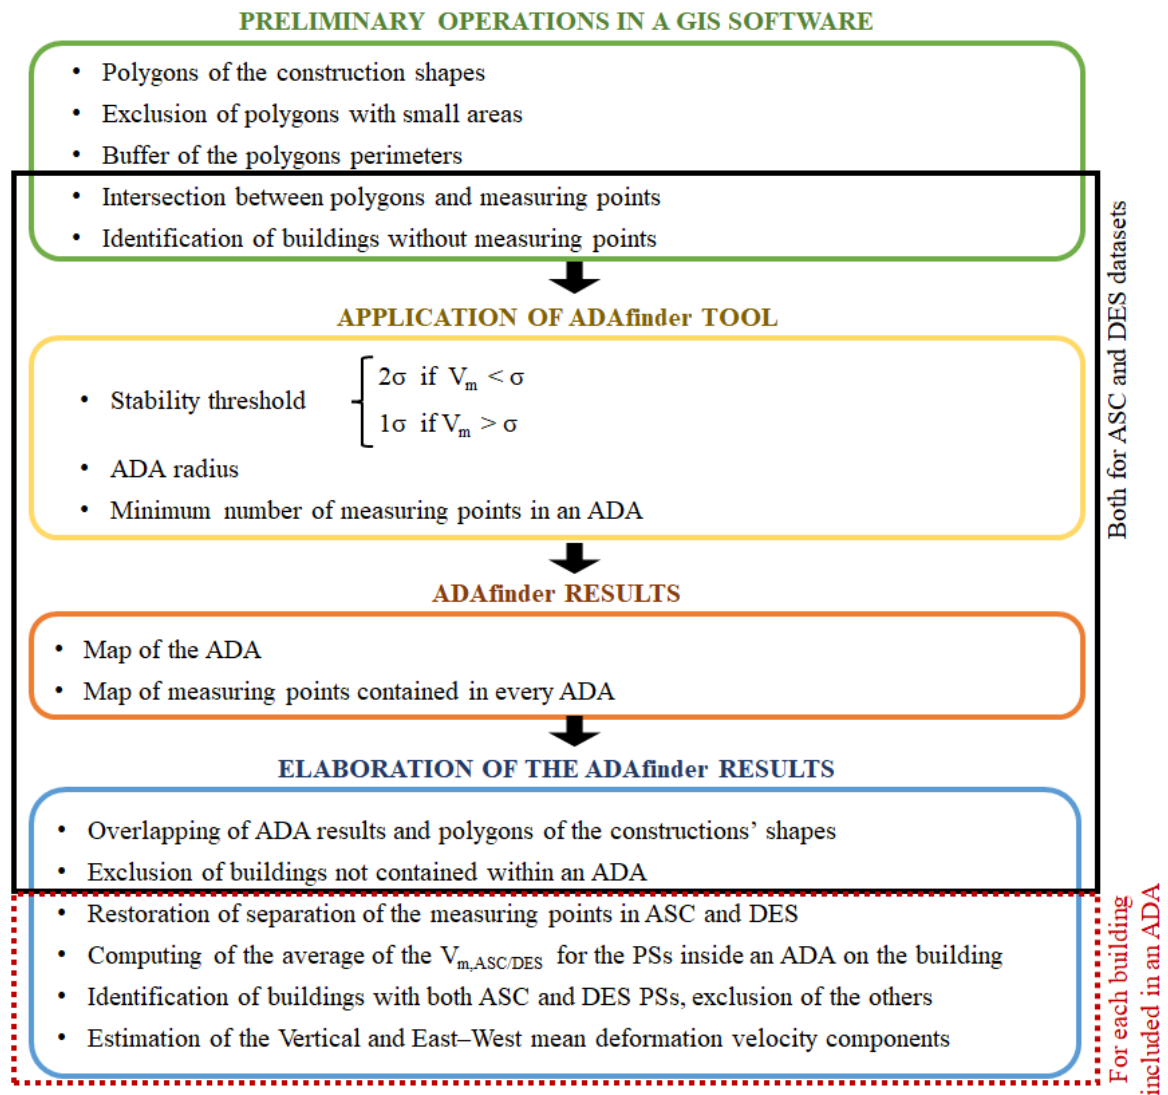 PRELIMINARY OPERATIONS IN A GIS SOFTWARE
• Polygons of the construction shapes
• Exclusion of polygons with small areas
• Buffer of the polygons perimeters
• Intersection between polygons and measuring points
• Identification of buildings without measuring points
APPLICATION OF ADAfinder TOOL
2σ if Vm < σ
• Stability threshold
1σ if Vm > σ
• ADA radius
• Minimum number of measuring points in an ADA
ADAfinder RESULTS
• Map of the ADA
• Map of measuring points contained in every ADA
ELABORATION OF THE ADAfinder RESULTS
• Overlapping of ADA results and polygons of the constructions’ shapes
• Exclusion of buildings not contained within an ADA
• Restoration of separation of the measuring points in ASC and DES
• Computing of the average of the Vm,ASC/DES for the PSs inside an ADA on the building
• Identification of buildings with both ASC and DES PSs, exclusion of the others
• Estimation of the Vertical and East–West mean deformation velocity components
Both for ASC and DES datasets
For each building
included in an ADA